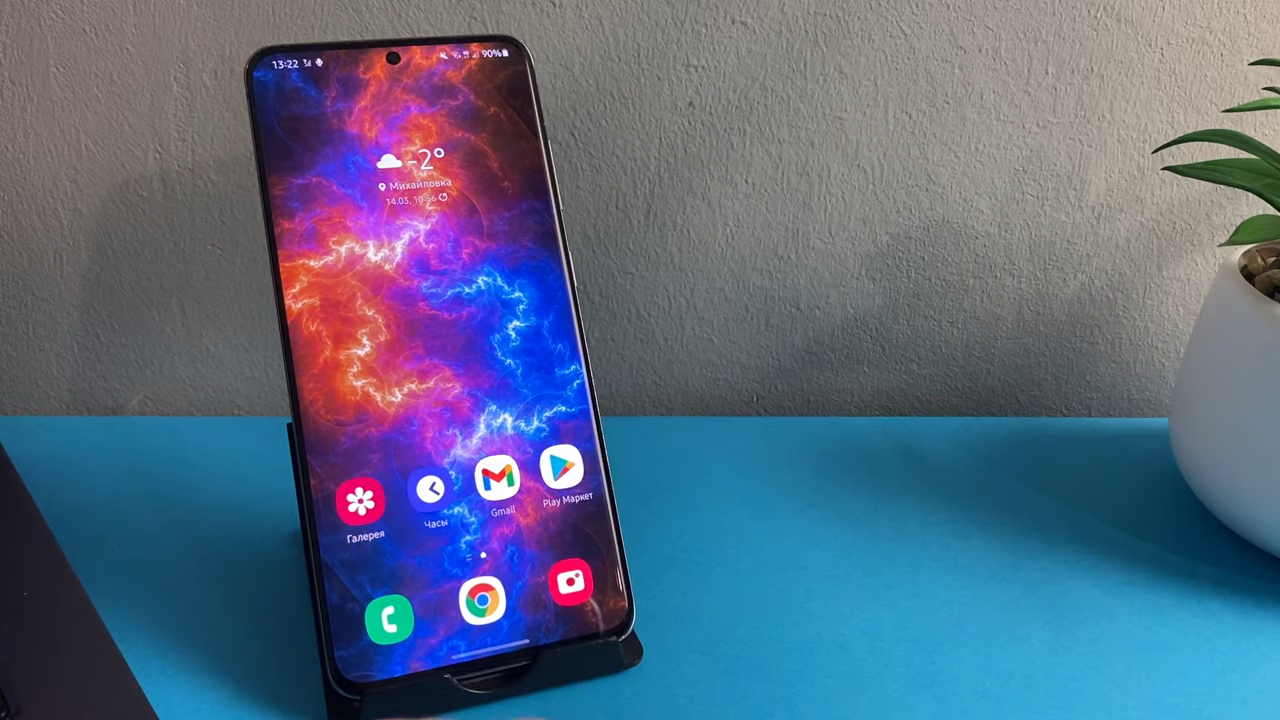 13:22 90%
-2°
Михайловка
14.03, 10:56
Галерея
Часы
Gmail
Play Маркет